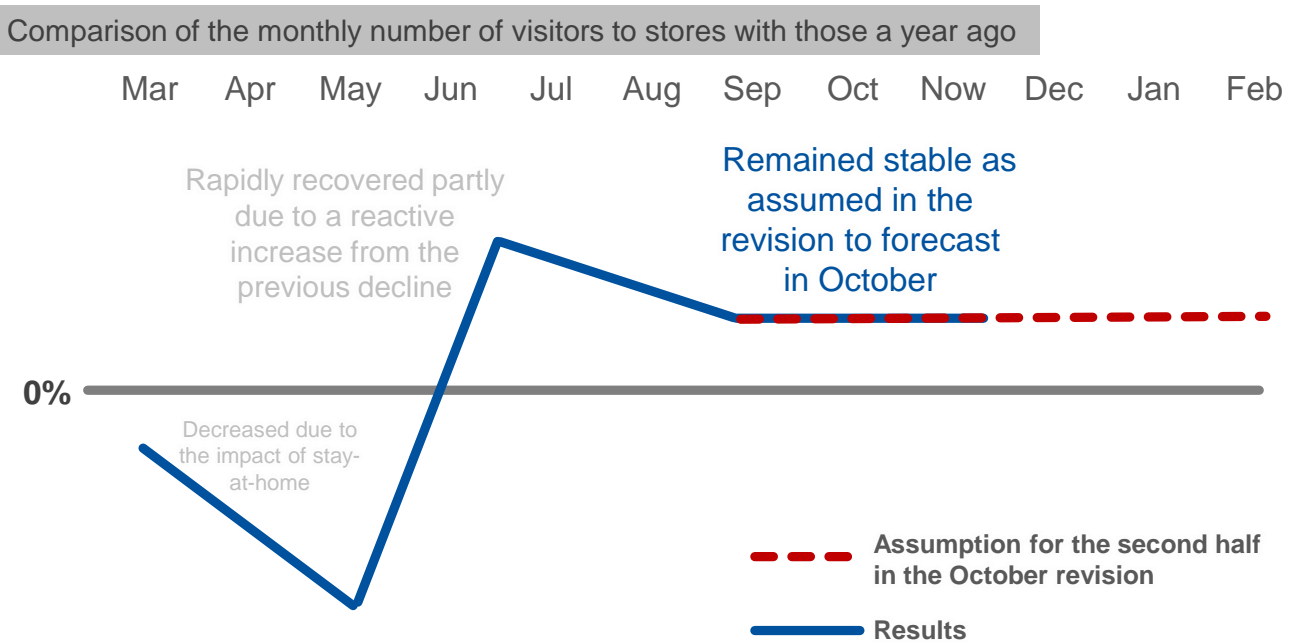 Comparison of the monthly number of visitors to stores with those a year ago
Mar Apr May Jun Jul Aug Sep Oct Now Dec Jan Feb
Rapidly recovered partly
due to a reactive
increase from the
previous decline
Remained stable as
assumed in the
revision to forecast
in October
0%
Decreased due to
the impact of stay-
at-home
Assumption for the second half
in the October revision
Results